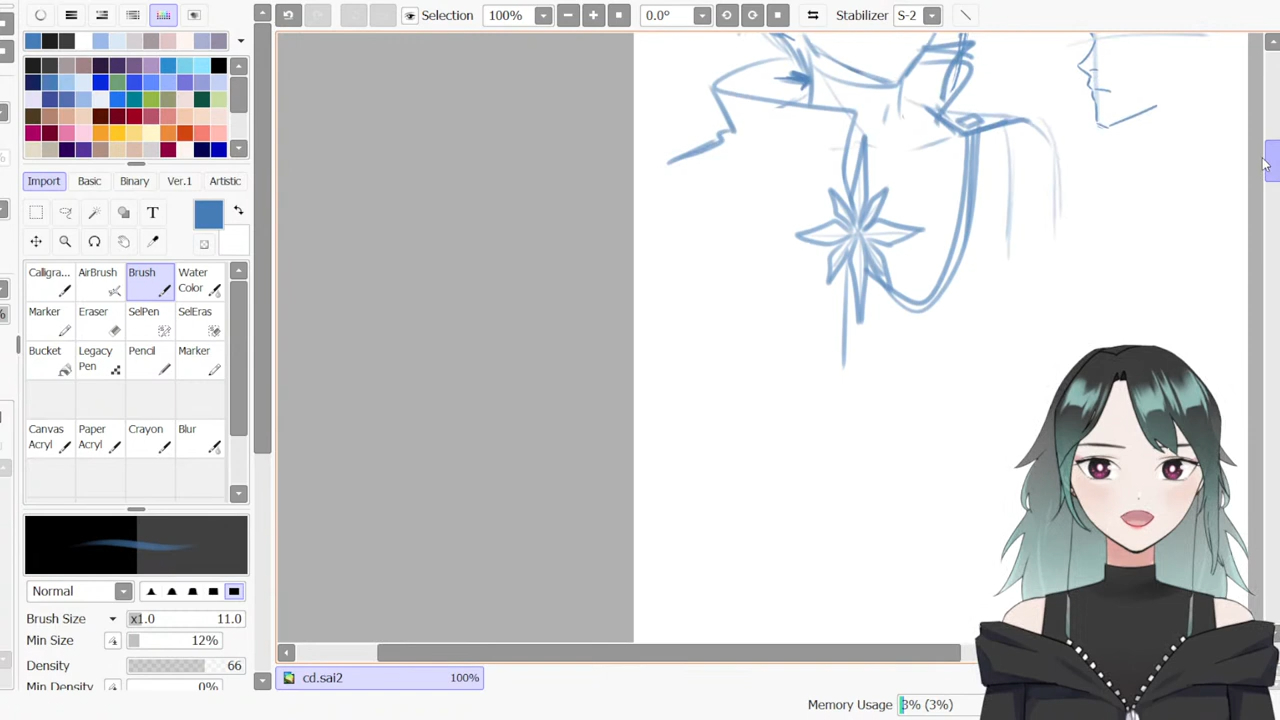 Selection 100% 0.0° Stabilizer S-2
Import Basic Binary Ver.1 Artistic
T
Calligra... AirBrush Brush Water Color
Marker Eraser SelPen SelEras
Bucket Legacy Pen Pencil Marker
Canvas Acryl Paper Acryl Crayon Blur
Normal
Brush Size x1.0 11.0
Min Size 12%
Density 66
Min Density 0%
cd.sai2 100%
Memory Usage 3% (3%)